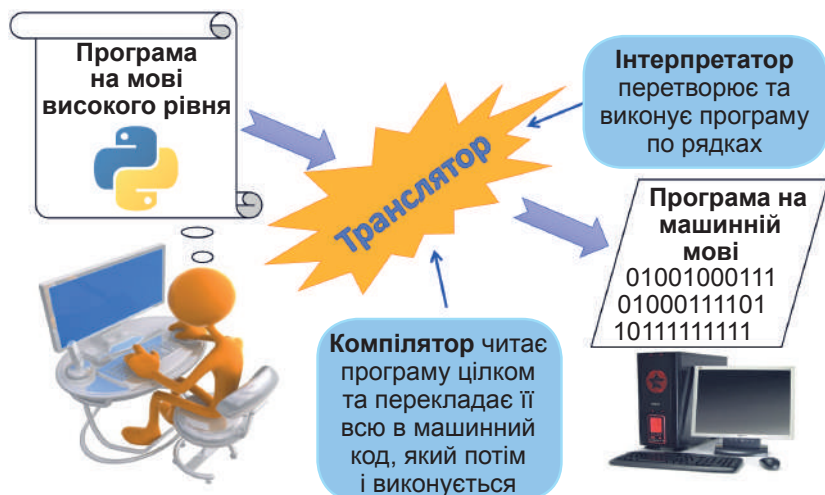 Програма
на мові
високого рівня
Транслятор
Інтерпретатор
перетворює та
виконує програму
по рядках
Програма на
машинній
мові
01001000111
01000111101
10111111111
Компілятор читає
програму цілком
та перекладає її
всю в машинний
код, який потім
і виконується